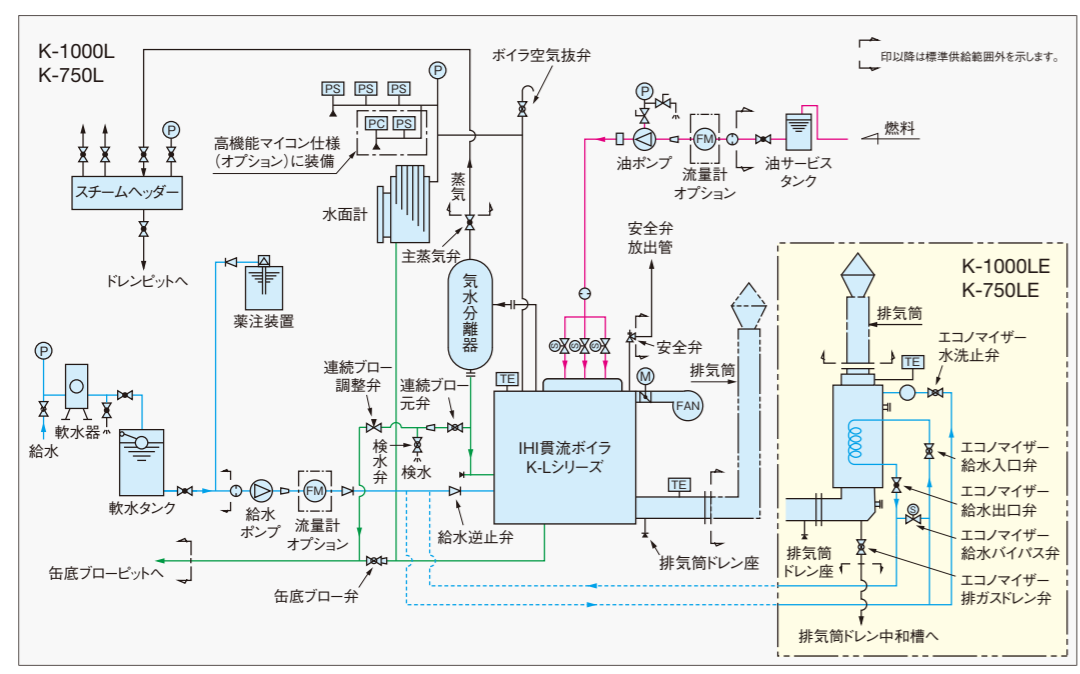 K-1000L
K-750L
ボイラ空気抜弁
印以降は標準供給範囲外を示します。
P
PS
PS
PS
PC
PS
高機能マイコン仕様
(オプション)に装備
P
スチームヘッダー
ドレンピットへ
水面計
蒸気
主蒸気弁
気水分離器
P
油ポンプ
FM
流量計
オプション
油サービス
タンク
燃料
安全弁
放出管
安全弁
S
S
S
排気筒
M
FAN
TE
IHI貫流ボイラ
K-Lシリーズ
TE
排気筒ドレン座
薬注装置
P
給水
軟水器
軟水タンク
連続ブロー
調整弁
連続ブロー
元弁
検水弁
検水
給水
ポンプ
FM
流量計
オプション
給水逆止弁
缶底ブローピットへ
缶底ブロー弁
K-1000LE
K-750LE
排気筒
TE
エコノマイザー
水洗止弁
エコノマイザー
給水入口弁
エコノマイザー
給水出口弁
S
エコノマイザー
給水バイパス弁
エコノマイザー
排ガスドレン弁
排気筒
ドレン座
排気筒ドレン中和槽へ